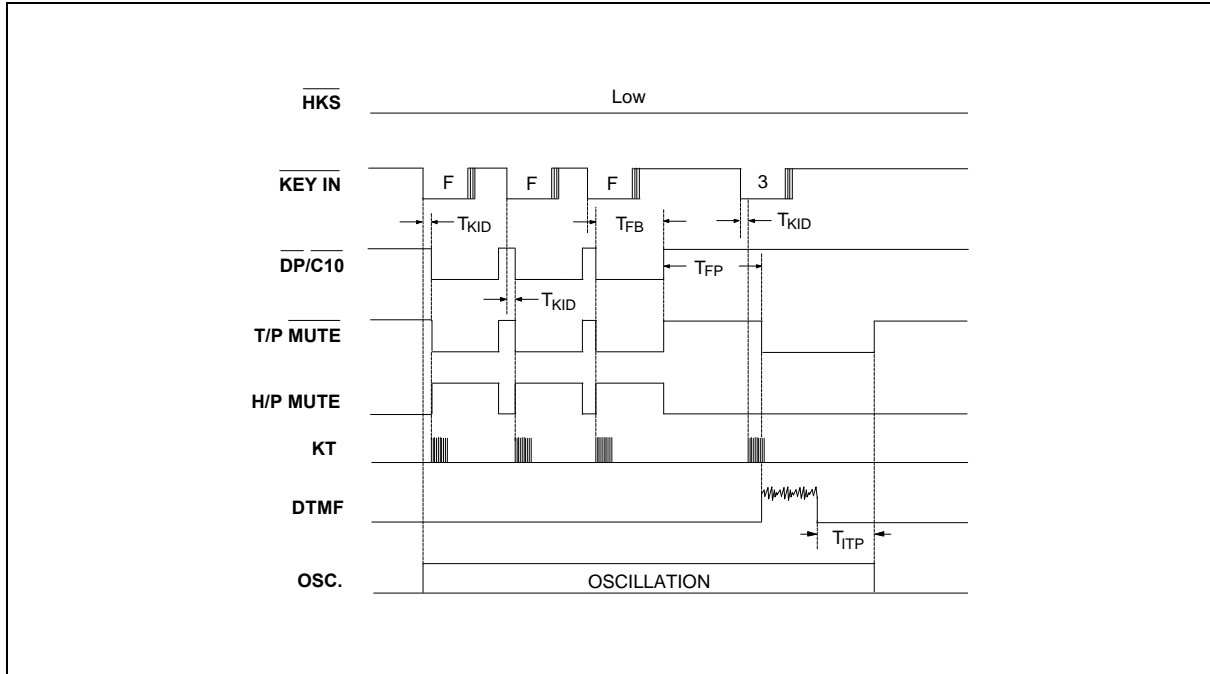 HKS Low
KEY IN F F F 3
TKID TFB TKID
DP/C10 TFP
TKID
T/P MUTE
H/P MUTE
KT
DTMF
TITP
OSC. OSCILLATION